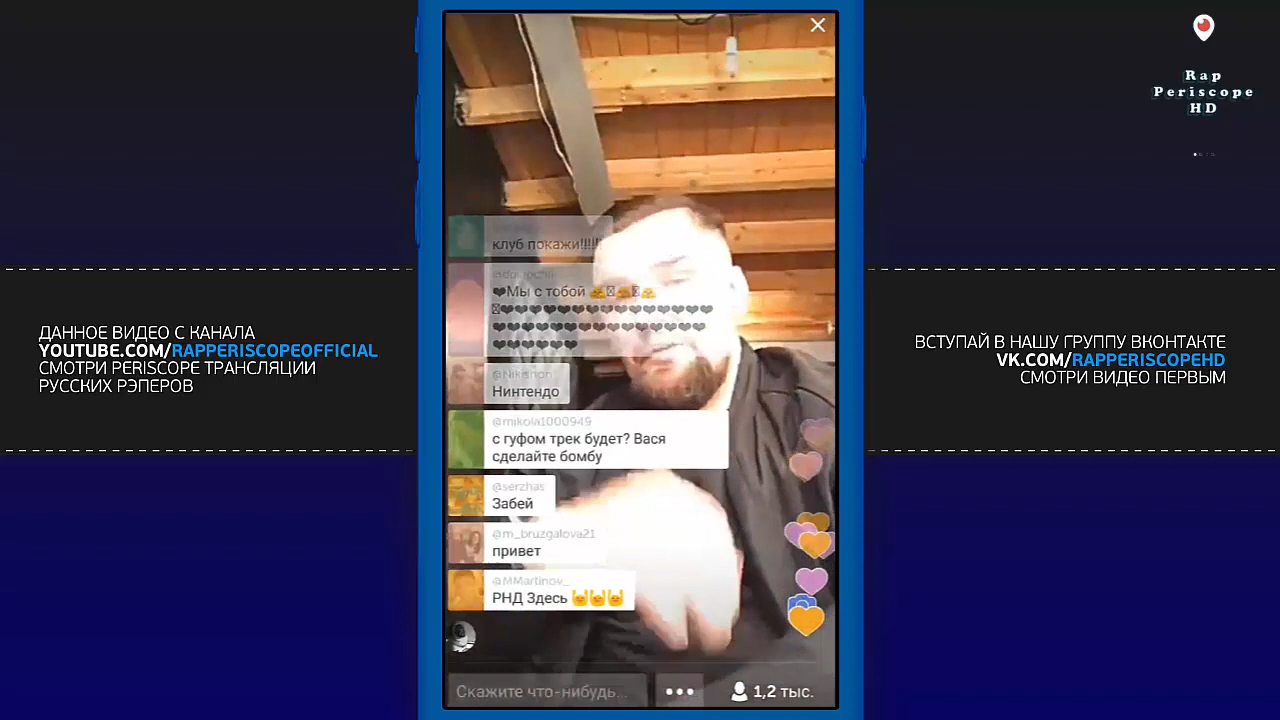 Rap
Periscope
HD
ДАННОЕ ВИДЕО С КАНАЛА
YOUTUBE.COM/RAPPERISCOPEOFFICIAL
СМОТРИ PERISCOPE ТРАНСЛЯЦИИ
РУССКИХ РЭПЕРОВ
клуб покажи!!!!!
❤Мы с тобой
@Nikishon
Нинтендо
@mikola1000949
с гуфом трек будет? Вася
сделайте бомбу
@serzhas
Забей
@m_bruzgalova21
привет
@MMartinov_
РНД Здесь
Скажите что-нибудь...
1,2 тыс.
ВСТУПАЙ В НАШУ ГРУППУ ВКОНТАКТЕ
VK.COM/RAPPERISCOPEHD
СМОТРИ ВИДЕО ПЕРВЫМ